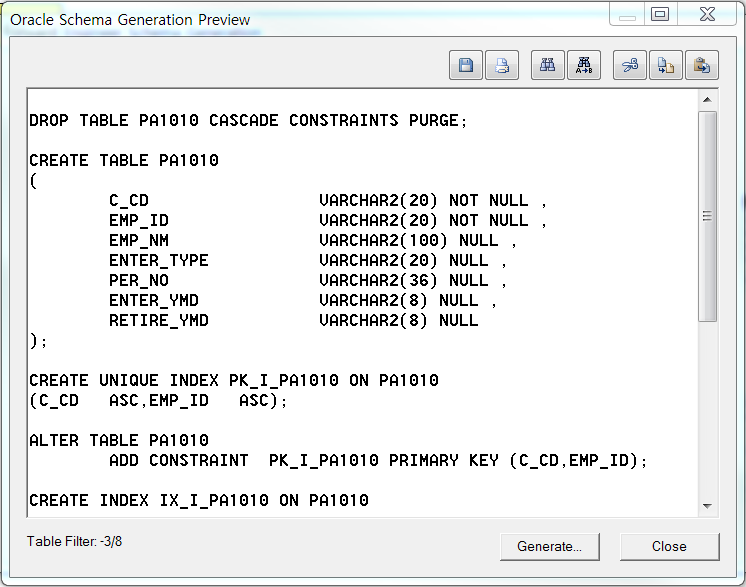 Oracle Schema Generation Preview
A→B
DROP TABLE PA1010 CASCADE CONSTRAINTS PURGE;
CREATE TABLE PA1010
(
C_CD VARCHAR2(20) NOT NULL ,
EMP_ID VARCHAR2(20) NOT NULL ,
EMP_NM VARCHAR2(100) NULL ,
ENTER_TYPE VARCHAR2(20) NULL ,
PER_NO VARCHAR2(36) NULL ,
ENTER_YMD VARCHAR2(8) NULL ,
RETIRE_YMD VARCHAR2(8) NULL
);
CREATE UNIQUE INDEX PK_I_PA1010 ON PA1010
(C_CD ASC,EMP_ID ASC);
ALTER TABLE PA1010
ADD CONSTRAINT PK_I_PA1010 PRIMARY KEY (C_CD,EMP_ID);
CREATE INDEX IX_I_PA1010 ON PA1010
Table Filter: -3/8
Generate...
Close